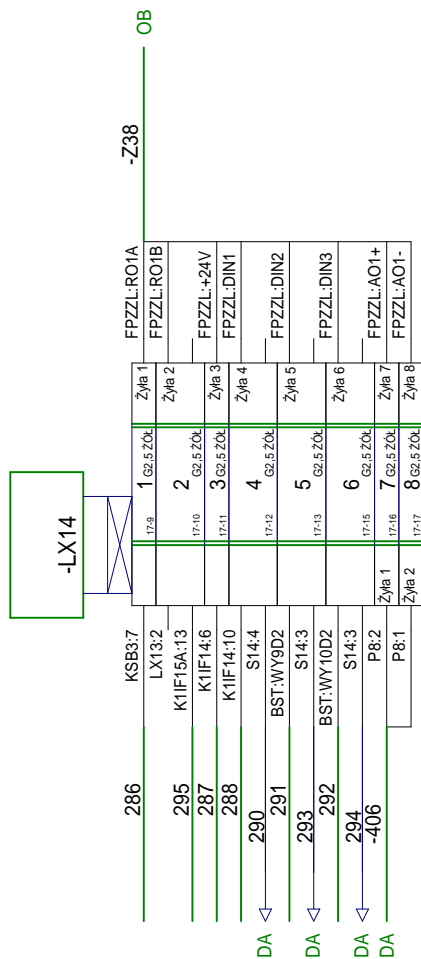 -LX14
-Z38
OB
FPZZL:RO1A
FPZZL:RO1B
FPZZL:+24V
FPZZL:DIN1
FPZZL:DIN2
FPZZL:DIN3
FPZZL:AO1+
FPZZL:AO1-
Żyła 1
Żyła 2
Żyła 3
Żyła 4
Żyła 5
Żyła 6
Żyła 7
Żyła 8
1 G2,5 ŻÓŁ
17-9
2 G2,5 ŻÓŁ
17-10
3 G2,5 ŻÓŁ
17-11
4 G2,5 ŻÓŁ
17-12
5 G2,5 ŻÓŁ
17-13
6 G2,5 ŻÓŁ
17-15
7 G2,5 ŻÓŁ
17-16
8 G2,5 ŻÓŁ
17-17
Żyła 1
Żyła 2
KSB3:7
LX13:2
K1IF15A:13
K1IF14:6
K1IF14:10
S14:4
BST:WY9D2
S14:3
BST:WY10D2
S14:3
P8:2
P8:1
286
295
287
288
290
291
293
292
294
-406
DA
DA
DA
DA